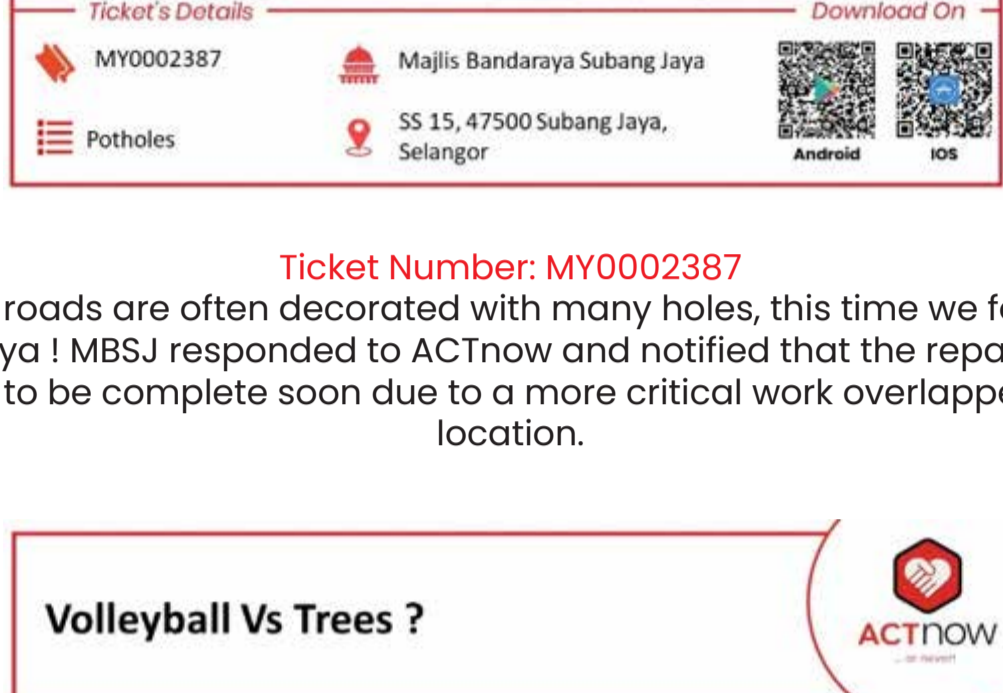 Ticket's Details
Download On
MY0002387
Majlis Bandaraya Subang Jaya
Potholes
SS 15, 47500 Subang Jaya,
Selangor
Android
IOS
Ticket Number: MY0002387
roads are often decorated with many holes, this time we
ya ! MBSJ responded to ACTnow and notified that the
to be complete soon due to a more critical work
location.
Volleyball Vs Trees ?
ACTnow
... or never!!